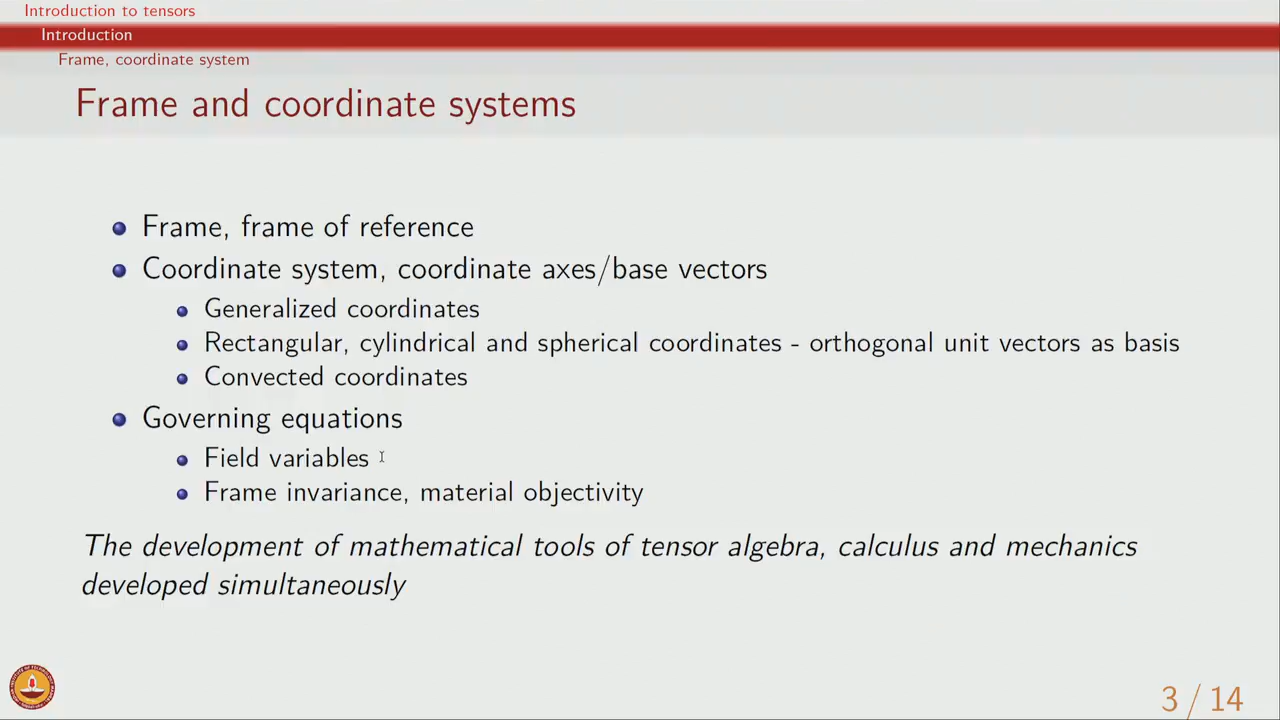 Introduction to tensors
Introduction
Frame, coordinate system
Frame and coordinate systems
Frame, frame of reference
Coordinate system, coordinate axes/base vectors
Generalized coordinates
Rectangular, cylindrical and spherical coordinates - orthogonal unit vectors as basis
Convected coordinates
Governing equations
Field variables
Frame invariance, material objectivity
The development of mathematical tools of tensor algebra, calculus and mechanics
developed simultaneously
3 / 14